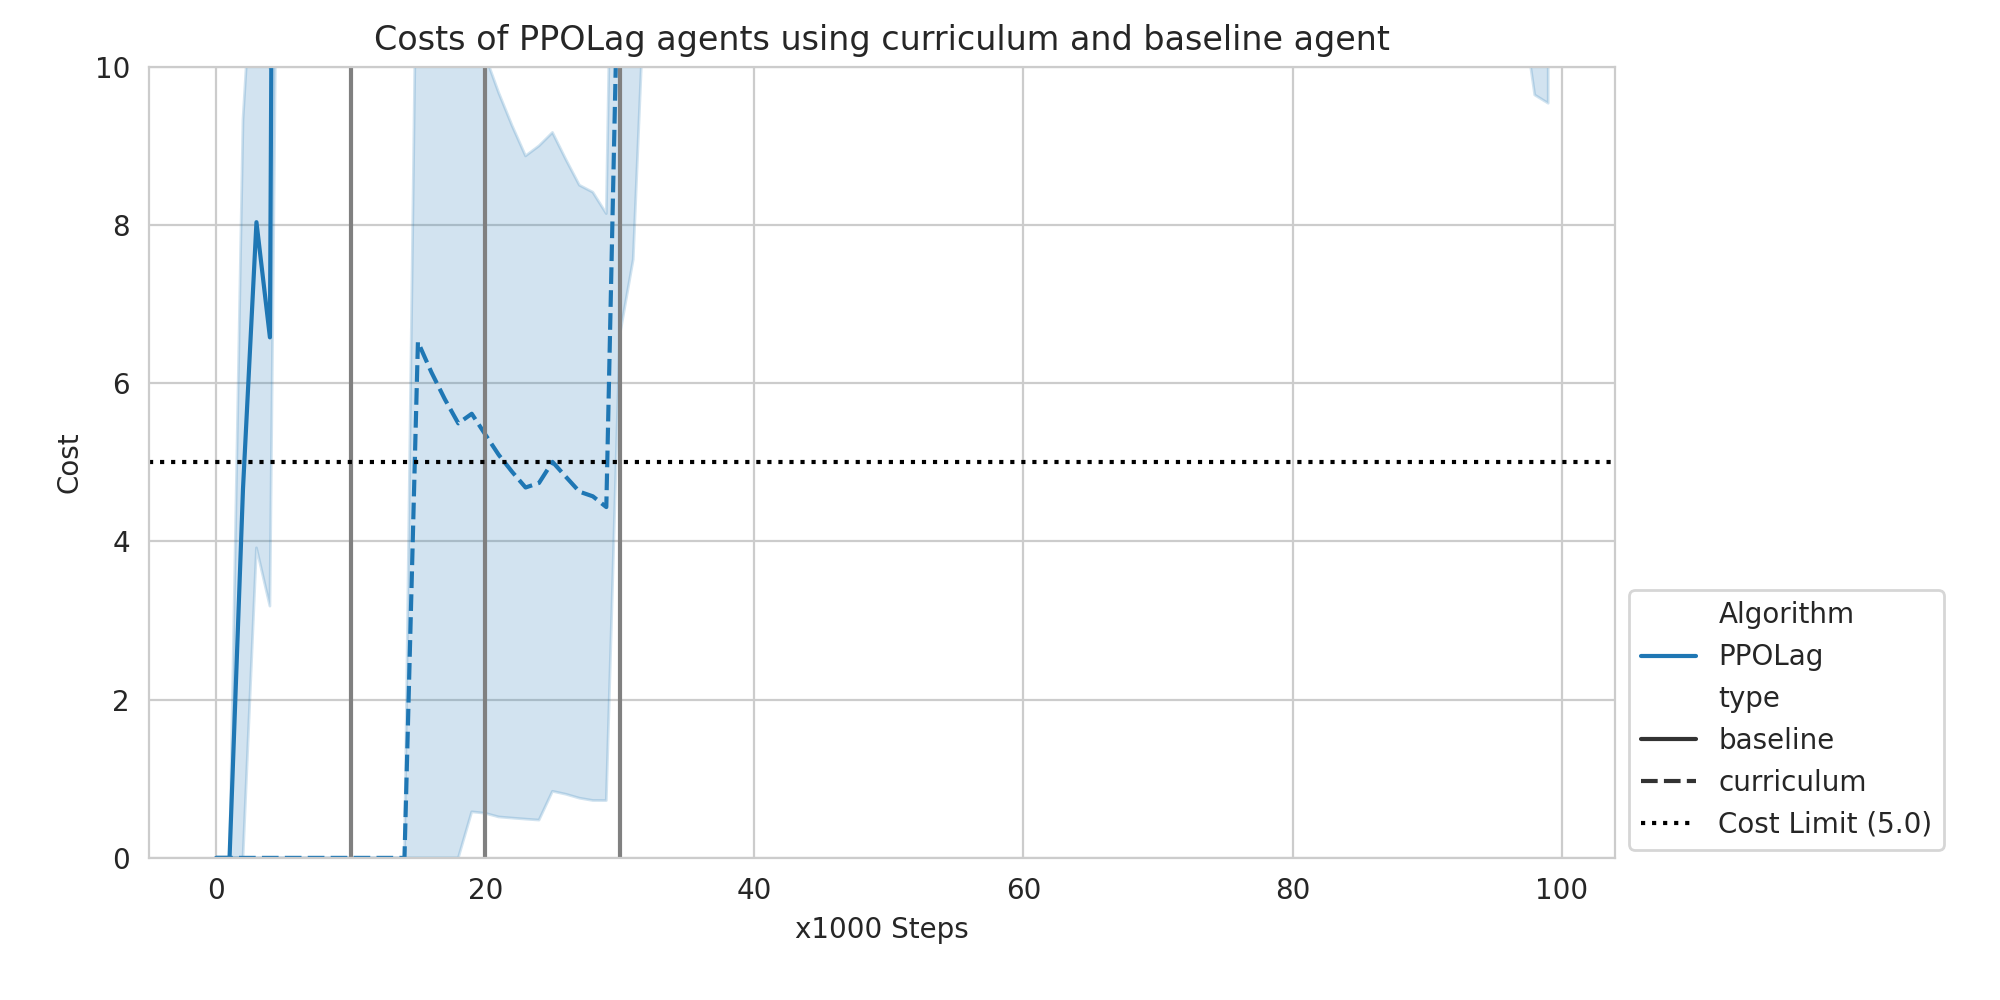 Costs of PPOLag agents using curriculum and baseline agent
10
8
6
4
2
0
Cost
0 20 40 60 80 100
x1000 Steps
Algorithm
PPOLag
type
baseline
curriculum
Cost Limit (5.0)